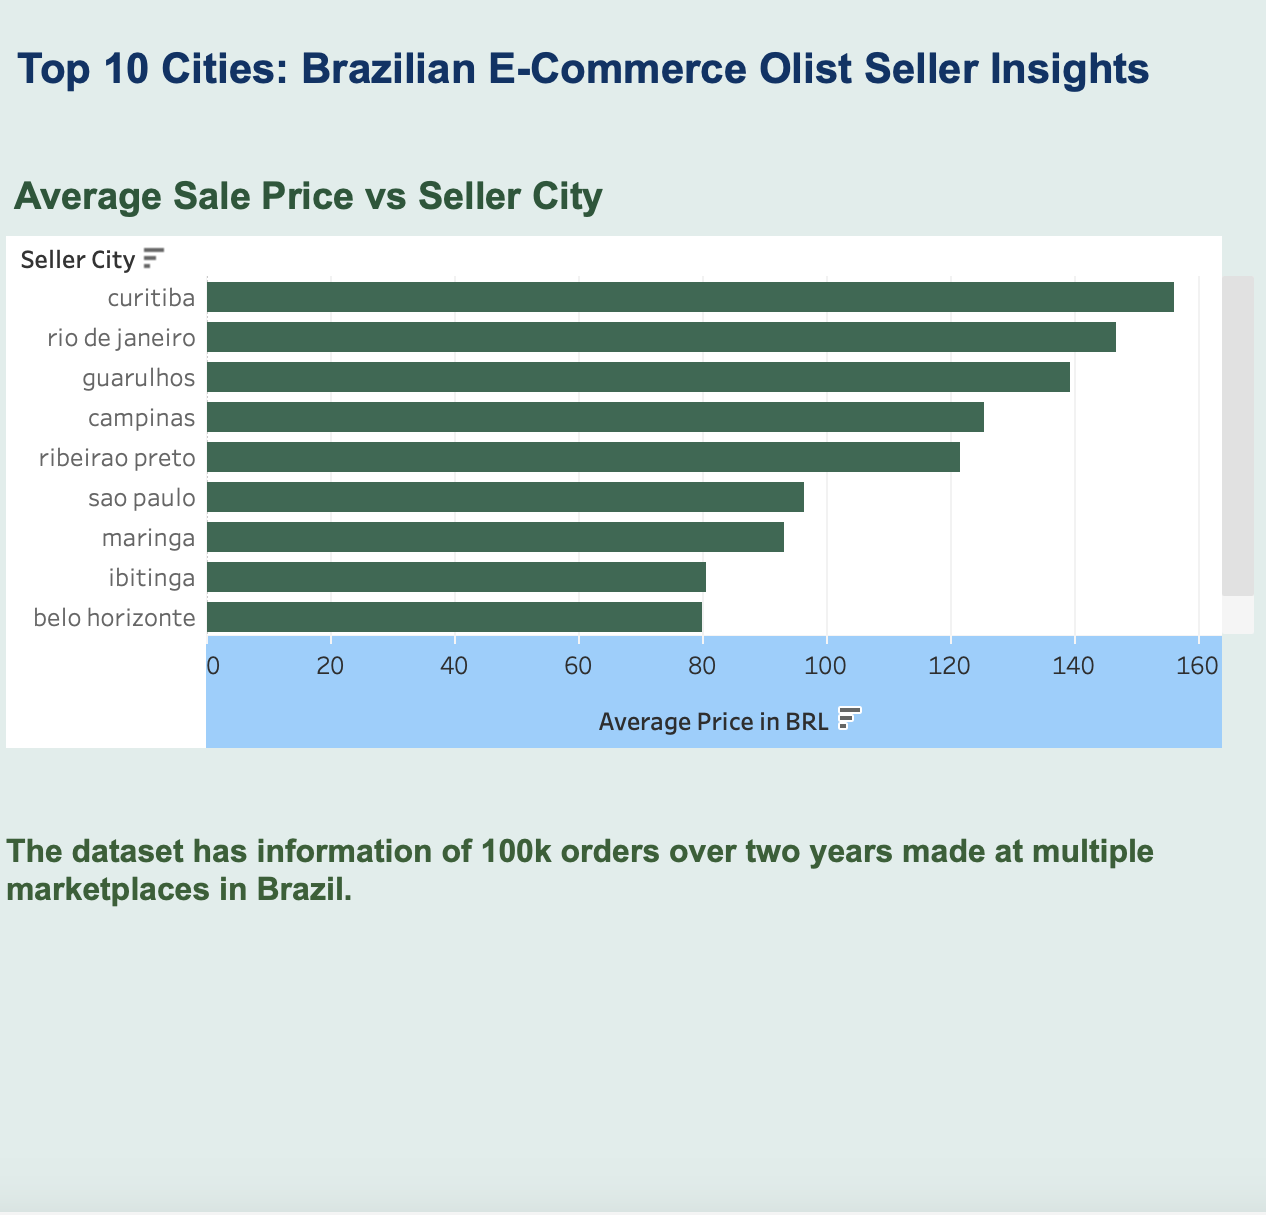 Top 10 Cities: Brazilian E-Commerce Olist Seller Insights
Average Sale Price vs Seller City
Seller City
curitiba
rio de janeiro
guarulhos
campinas
ribeirao preto
sao paulo
maringa
ibitinga
belo horizonte
0 20 40 60 80 100 120 140 160
Average Price in BRL
The dataset has information of 100k orders over two years made at multiple
marketplaces in Brazil.